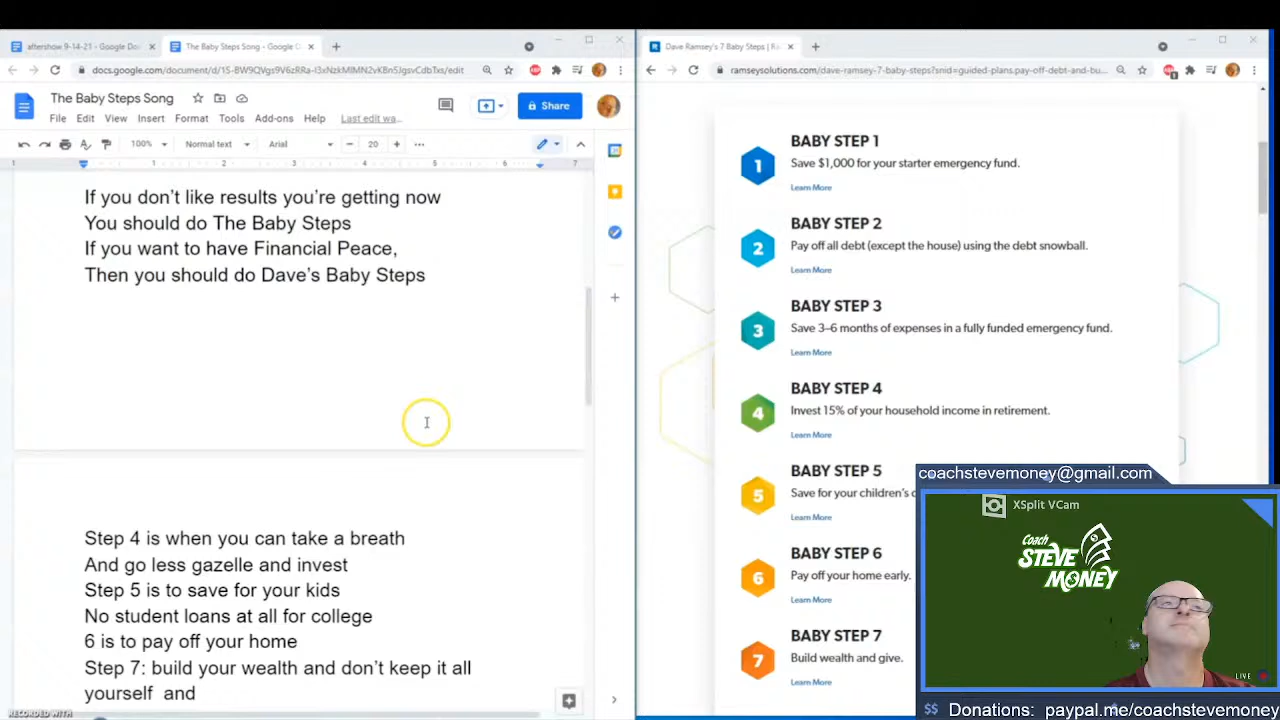 aftershow 9-14-21 - Google Do
The Baby Steps Song - Google D
docs.google.com/document/d/1S-BW9QVgs9V6zRRa-I3xNzkMlMN2vKBn5JgsvCdbTxs/edit
The Baby Steps Song
Share
File Edit View Insert Format Tools Add-ons Help Last edit wa...
100% Normal text Arial 20
If you don't like results you're getting now
You should do The Baby Steps
If you want to have Financial Peace,
Then you should do Dave's Baby Steps
Step 4 is when you can take a breath
And go less gazelle and invest
Step 5 is to save for your kids
No student loans at all for college
6 is to pay off your home
Step 7: build your wealth and don't keep it all
yourself and
RECORDED WITH
Dave Ramsey's 7 Baby Steps | R
ramseysolutions.com/dave-ramsey-7-baby-steps?snid=guided-plans.pay-off-debt-and-bu...
BABY STEP 1
1
Save $1,000 for your starter emergency fund.
Learn More
BABY STEP 2
2
Pay off all debt (except the house) using the debt snowball.
Learn More
BABY STEP 3
3
Save 3–6 months of expenses in a fully funded emergency fund.
Learn More
BABY STEP 4
4
Invest 15% of your household income in retirement.
Learn More
BABY STEP 5
5
Save for your children's c
Learn More
BABY STEP 6
6
Pay off your home early.
Learn More
BABY STEP 7
7
Build wealth and give.
Learn More
coachstevemoney@gmail.com
XSplit VCam
Coach
STEVE
MONEY
LIVE
$$ Donations: paypal.me/coachstevemoney